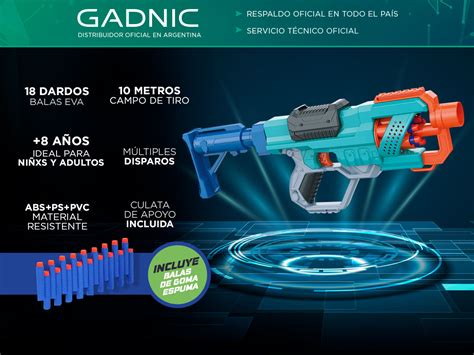 GADNIC
DISTRIBUIDOR OFICIAL EN ARGENTINA
RESPALDO OFICIAL EN TODO EL PAÍS
SERVICIO TÉCNICO OFICIAL
18 DARDOS
BALAS EVA
10 METROS
CAMPO DE TIRO
+8 AÑOS
IDEAL PARA
NIÑXS Y ADULTOS
MÚLTIPLES
DISPAROS
ABS+PS+PVC
MATERIAL
RESISTENTE
CULATA
DE APOYO
INCLUIDA
INCLUYE
BALAS
DE GOMA
ESPUMA